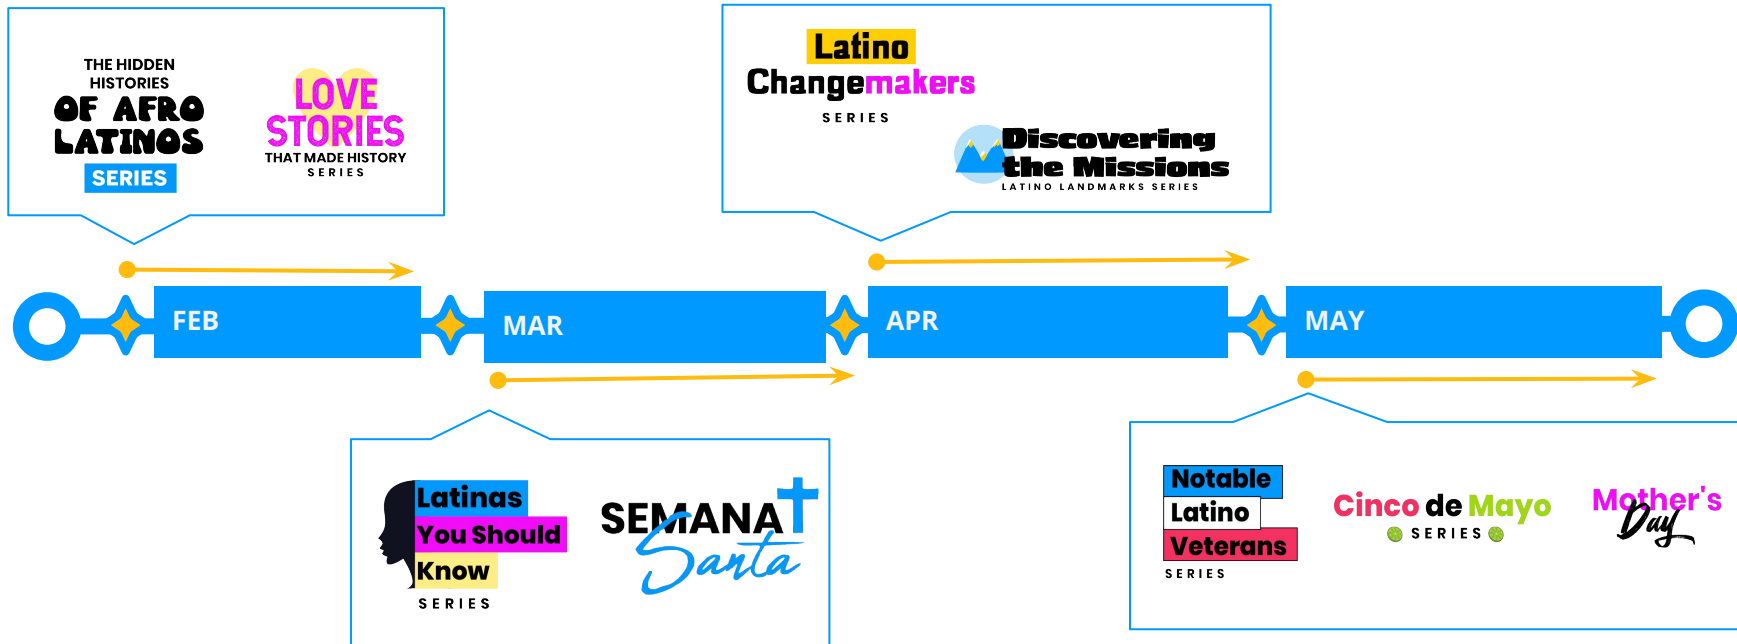 THE HIDDEN
HISTORIES
OF AFRO
LATINOS
SERIES
LOVE
STORIES
THAT MADE HISTORY
SERIES
Latino
Changemakers
SERIES
Discovering
the Missions
LATINO LANDMARKS SERIES
FEB
MAR
APR
MAY
Latinas
You Should
Know
SERIES
SEMANA
Santa
Notable
Latino
Veterans
SERIES
Cinco de Mayo
SERIES
Mother's
Day